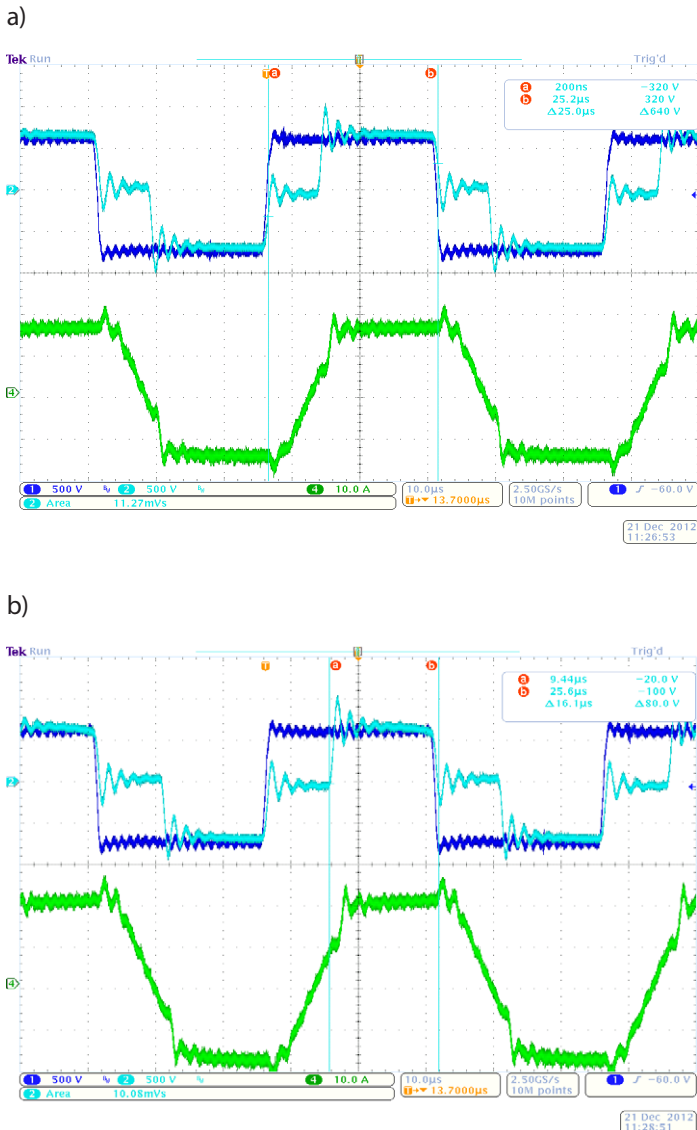 a)
Tek Run Trig'd
T a b
a 200ns −320 V
b 25.2µs 320 V
Δ25.0µs Δ640 V
2
4
1 500 V 2 500 V 4 10.0 A 10.0µs 2.50GS/s 1 −60.0 V
T→▼ 13.7000µs 10M points
2 Area 11.27mVs
21 Dec 2012
11:26:53
b)
Tek Run Trig'd
T a b
a 9.44µs −20.0 V
b 25.6µs −100 V
Δ16.1µs Δ80.0 V
2
4
1 500 V 2 500 V 4 10.0 A 10.0µs 2.50GS/s 1 −60.0 V
T→▼ 13.7000µs 10M points
2 Area 10.08mVs
21 Dec 2012
11:28:51